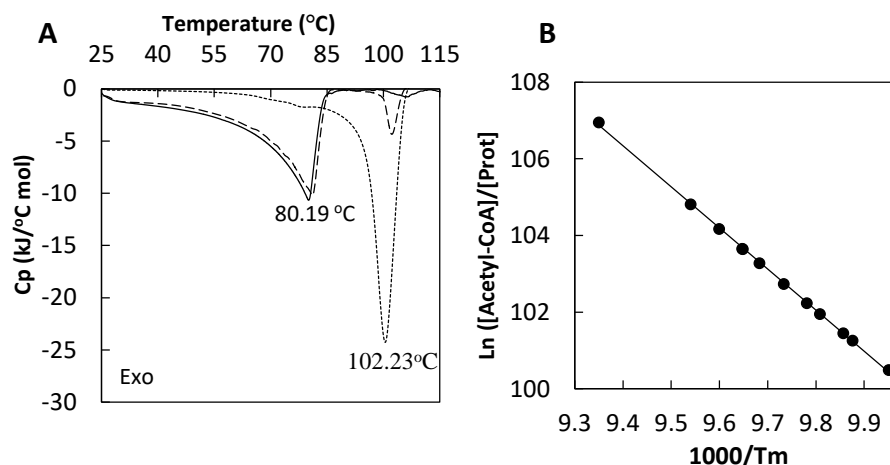 A
Temperature (°C)
25 40 55 70 85 100 115
0
-5
-10
-15
-20
-25
-30
Cp (kJ/°C mol)
80.19 °C
102.23°C
Exo
B
108
106
104
102
100
Ln ([Acetyl-CoA]/[Prot]
9.3 9.4 9.5 9.6 9.7 9.8 9.9
1000/Tm